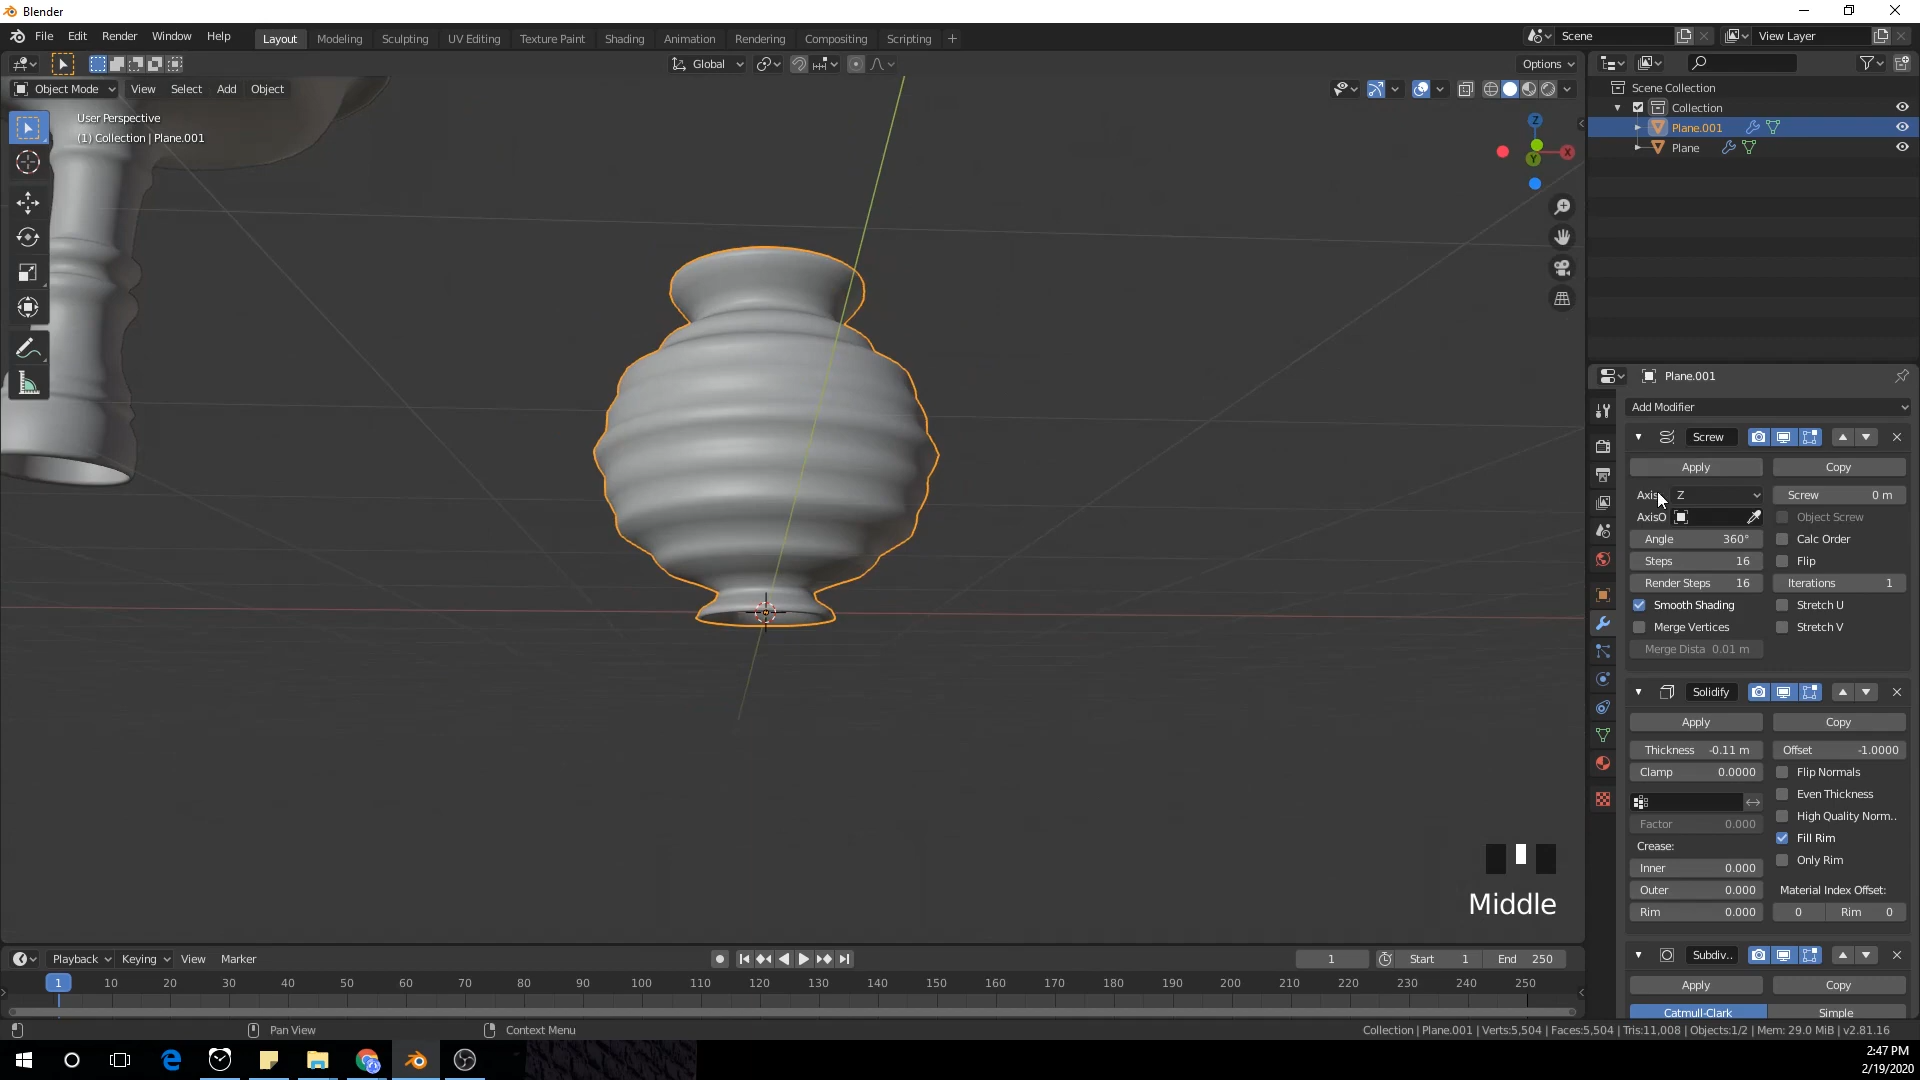 Blender
File Edit Render Window Help
Layout Modeling Sculpting UV Editing Texture Paint Shading Animation Rendering Compositing Scripting +
Scene
View Layer
Global
Options
Object Mode View Select Add Object
User Perspective
(1) Collection | Plane.001
Z
X
Y
Scene Collection
Collection
Plane.001
Plane
Plane.001
Add Modifier
Screw
Apply Copy
Axis Z Screw 0 m
AxisO Object Screw
Angle 360° Calc Order
Steps 16 Flip
Render Steps 16 Iterations 1
Smooth Shading Stretch U
Merge Vertices Stretch V
Merge Dista 0.01 m
Solidify
Apply Copy
Thickness -0.11 m Offset -1.0000
Clamp 0.0000 Flip Normals
Even Thickness
High Quality Norm..
Factor 0.000 Fill Rim
Crease: Only Rim
Inner 0.000
Outer 0.000 Material Index Offset:
Rim 0.000 0 Rim 0
Subdiv..
Apply Copy
Catmull-Clark Simple
Middle
Playback Keying View Marker
1 Start 1 End 250
1 10 20 30 40 50 60 70 80 90 100 110 120 130 140 150 160 170 180 190 200 210 220 230 240 250
Pan View Context Menu
Collection | Plane.001 | Verts:5,504 | Faces:5,504 | Tris:11,008 | Objects:1/2 | Mem: 29.0 MiB | v2.81.16
2:47 PM
2/19/2020